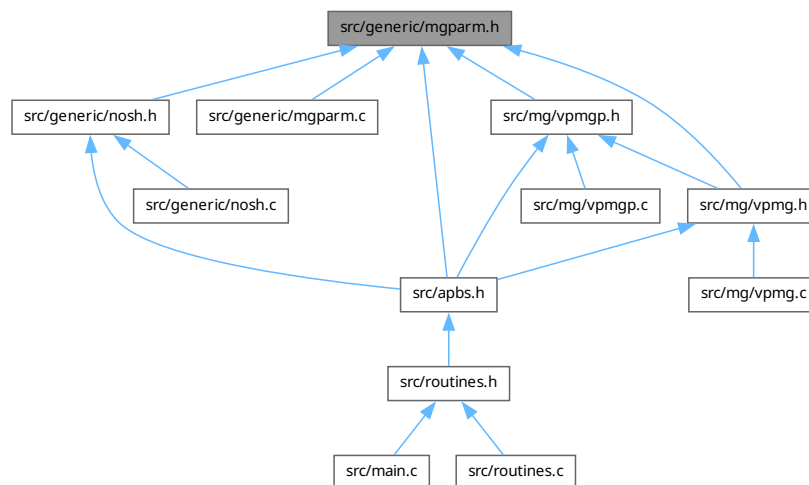 src/generic/mgparm.h
src/generic/nosh.h
src/generic/mgparm.c
src/mg/vpmgp.h
src/generic/nosh.c
src/mg/vpmgp.c
src/mg/vpmg.h
src/apbs.h
src/mg/vpmg.c
src/routines.h
src/main.c
src/routines.c